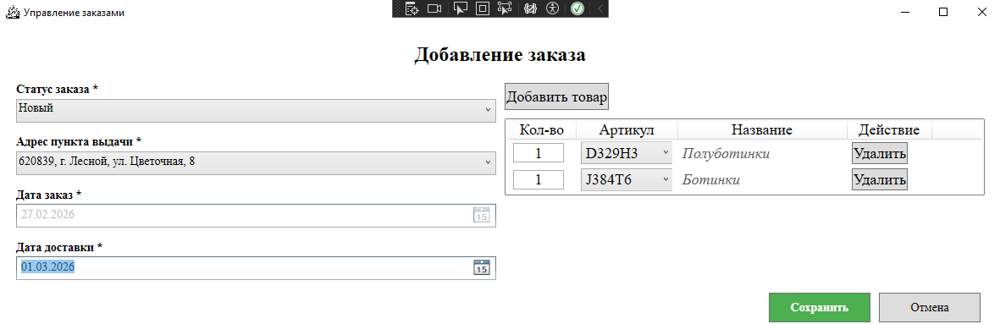 Управление заказами
Добавление заказа
Статус заказа *
Новый
Адрес пункта выдачи *
620839, г. Лесной, ул. Цветочная, 8
Дата заказ *
27.02.2026
15
Дата доставки *
01.03.2026
15
Добавить товар
Кол-во Артикул Название Действие
1 D329H3 Полуботинки Удалить
1 J384T6 Ботинки Удалить
Сохранить Отмена